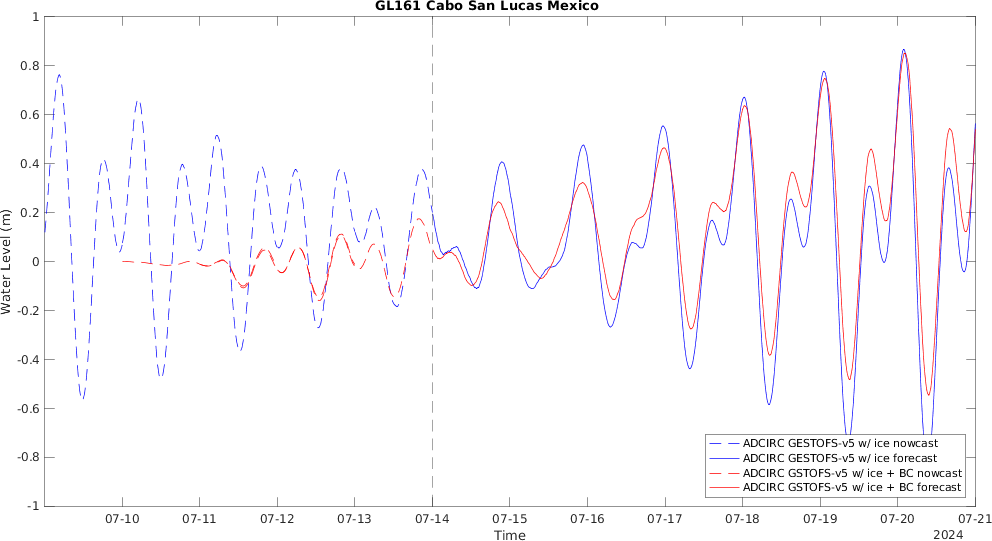 GL161 Cabo San Lucas Mexico
1
0.8
0.6
0.4
0.2
0
-0.2
-0.4
-0.6
-0.8
-1
Water Level (m)
ADCIRC GESTOFS-v5 w/ ice nowcast
ADCIRC GESTOFS-v5 w/ ice forecast
ADCIRC GSTOFS-v5 w/ ice + BC nowcast
ADCIRC GSTOFS-v5 w/ ice + BC forecast
07-10 07-11 07-12 07-13 07-14 07-15 07-16 07-17 07-18 07-19 07-20 07-21
Time
2024